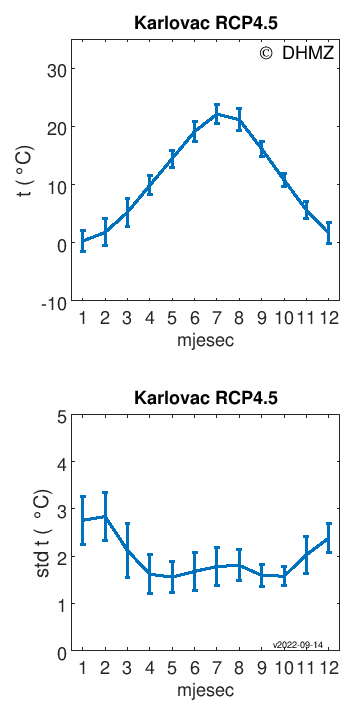 Karlovac RCP4.5
© DHMZ
30
20
10
0
-10
t ( °C)
1 2 3 4 5 6 7 8 9 10 11 12
mjesec
Karlovac RCP4.5
5
4
3
2
1
0
std t ( °C)
v2022-09-14
1 2 3 4 5 6 7 8 9 10 11 12
mjesec